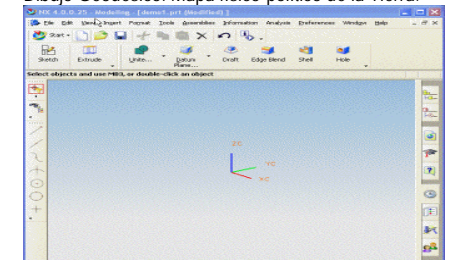 NX 4.0.0.25 - Modeling - [demo1.prt (Modified) ]
File Edit View Insert Format Tools Assemblies Information Analysis Preferences Window Help
Start
Sketch Extrude Unite... Datum Plane... Draft Edge Blend Shell Hole
Select objects and use MB3, or double-click an object
ZC
YC
XC